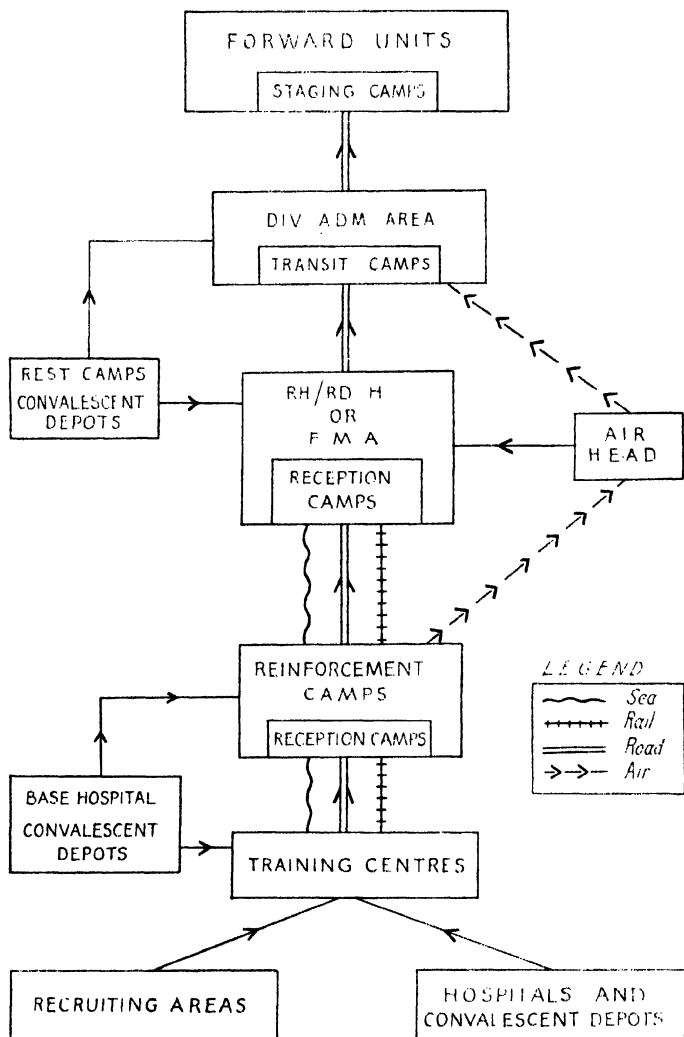 FORWARD UNITS
STAGING CAMPS
DIV ADM AREA
TRANSIT CAMPS
REST CAMPS
CONVALESCENT
DEPOTS
RH/RD H
OR
F M A
RECEPTION
CAMPS
AIR
HEAD
REINFORCEMENT
CAMPS
RECEPTION CAMPS
LEGEND
Sea
Rail
Road
Air
BASE HOSPITAL
CONVALESCENT
DEPOTS
TRAINING CENTRES
RECRUITING AREAS
HOSPITALS AND
CONVALESCENT DEPOTS